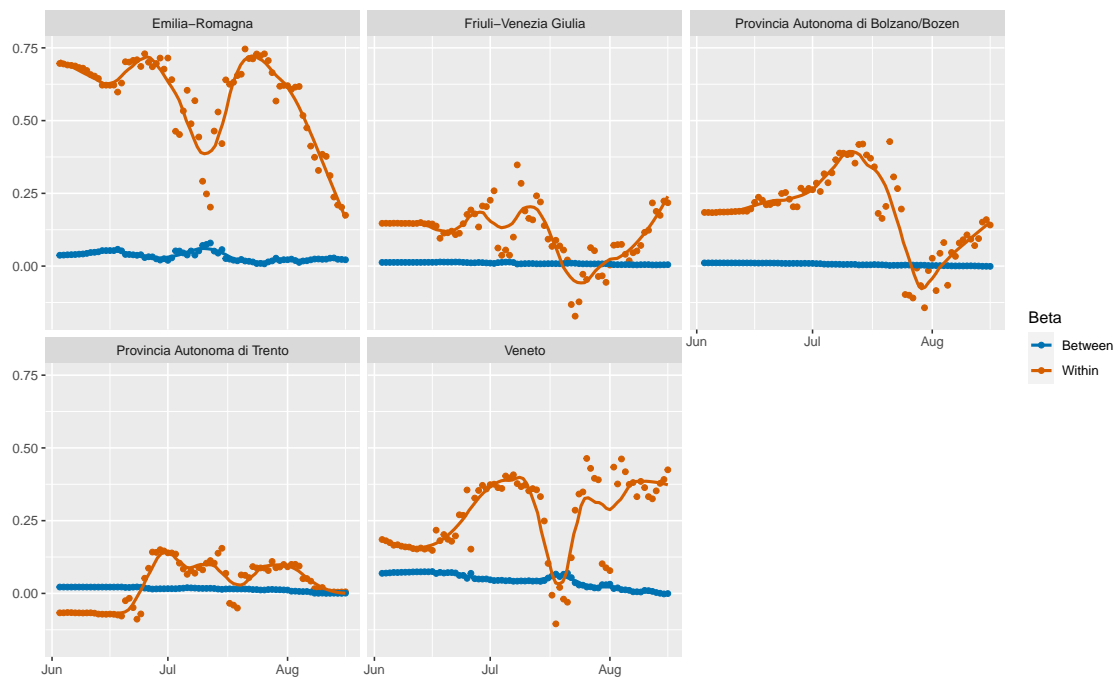 Emilia−Romagna
Friuli−Venezia Giulia
Provincia Autonoma di Bolzano/Bozen
0.75
0.50
0.25
0.00
Jun
Jul
Aug
Provincia Autonoma di Trento
Veneto
0.75
0.50
0.25
0.00
Jun
Jul
Aug
Jun
Jul
Aug
Beta
Between
Within